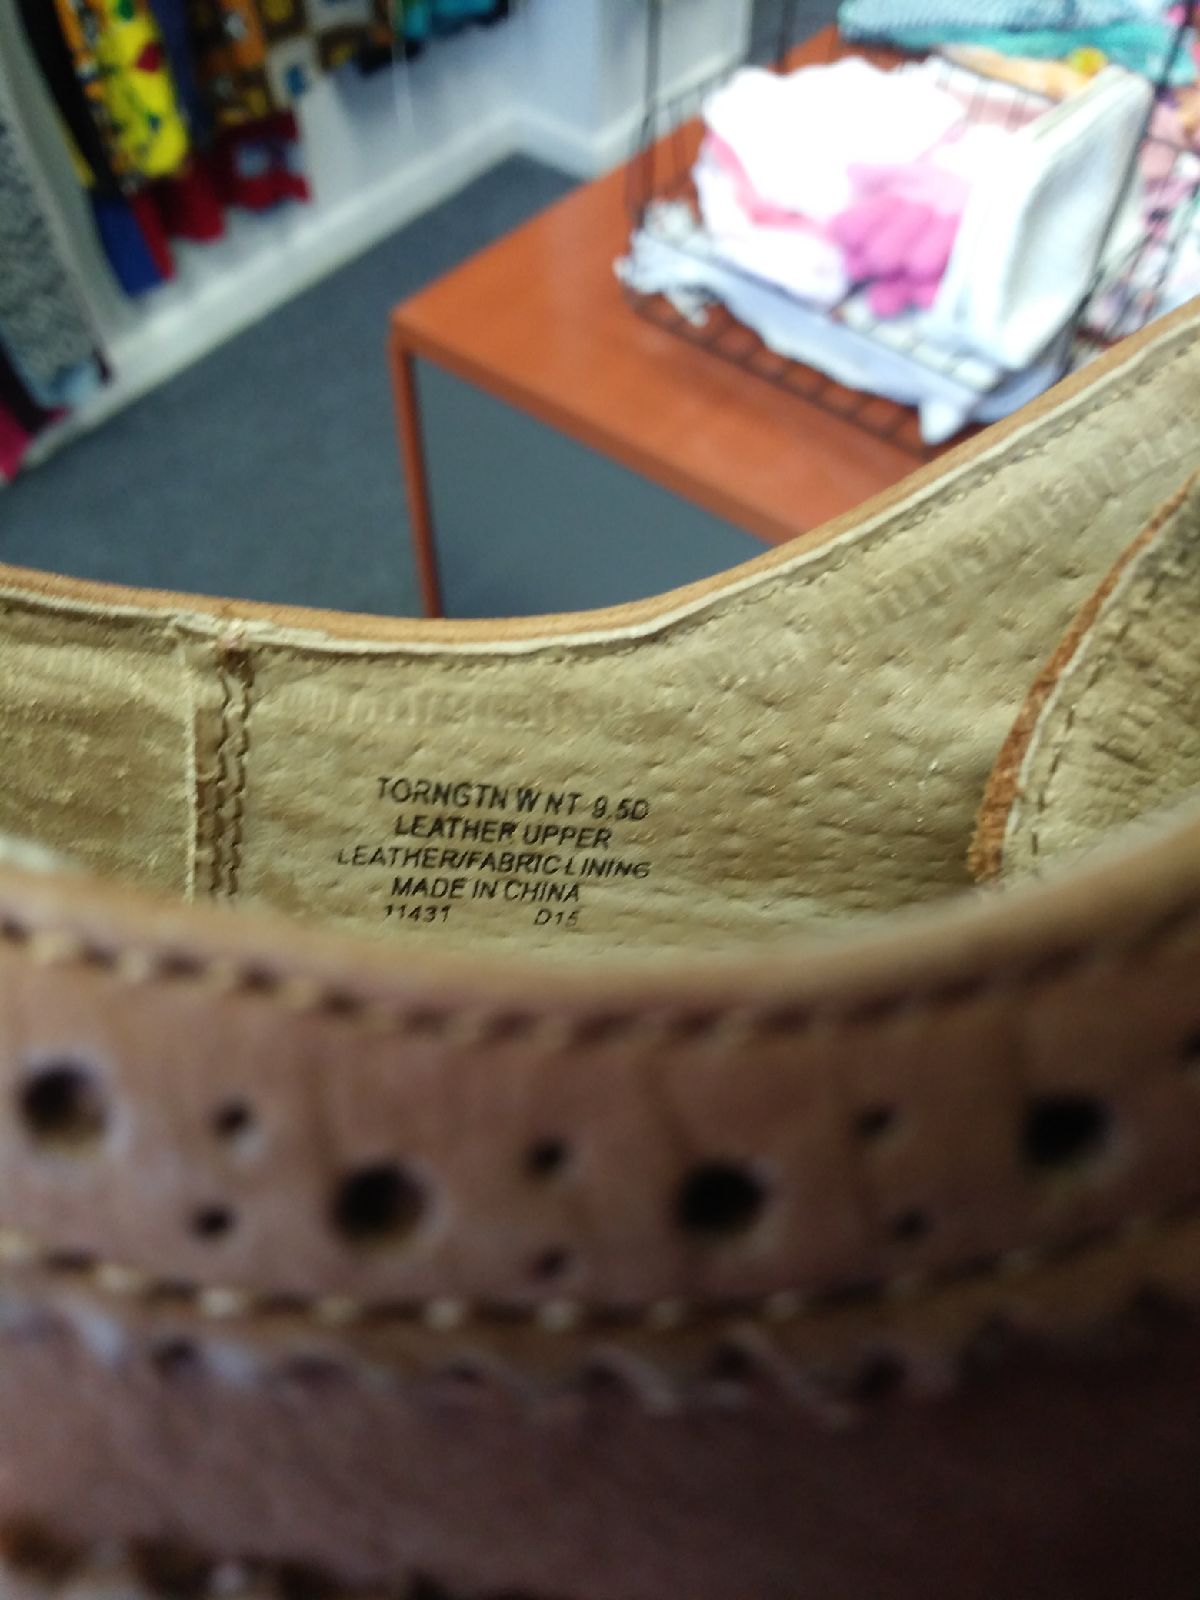 TORNGTN W NT 9.5D
LEATHER UPPER
LEATHER/FABRIC LINING
MADE IN CHINA
11431 D15